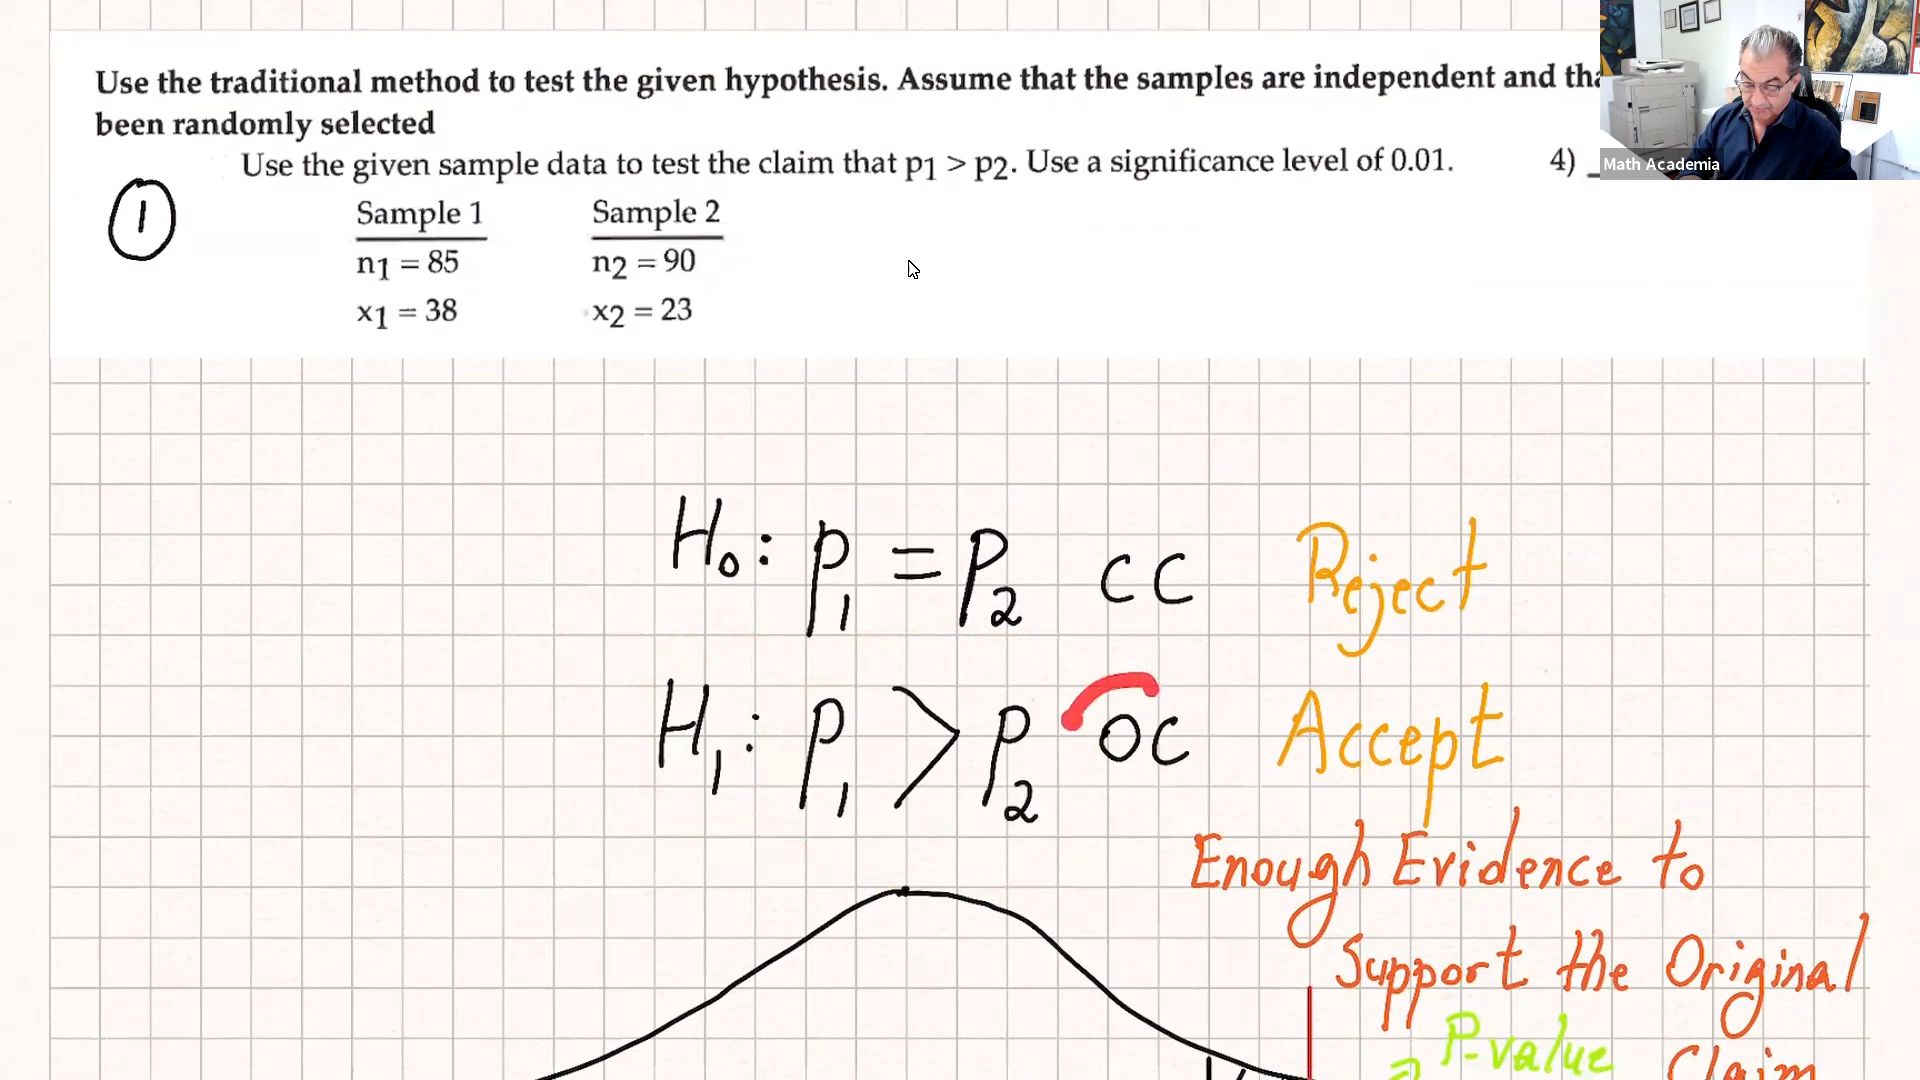 Use the traditional method to test the given hypothesis. Assume that the samples are independent and tha
been randomly selected
Use the given sample data to test the claim that p1 > p2. Use a significance level of 0.01. 4)
Math Academia
1
Sample 1 Sample 2
n1 = 85 n2 = 90
x1 = 38 x2 = 23
H0: p1 = p2 CC Reject
H1: p1 > p2 OC Accept
Enough Evidence to
Support the Original
P-value Claim